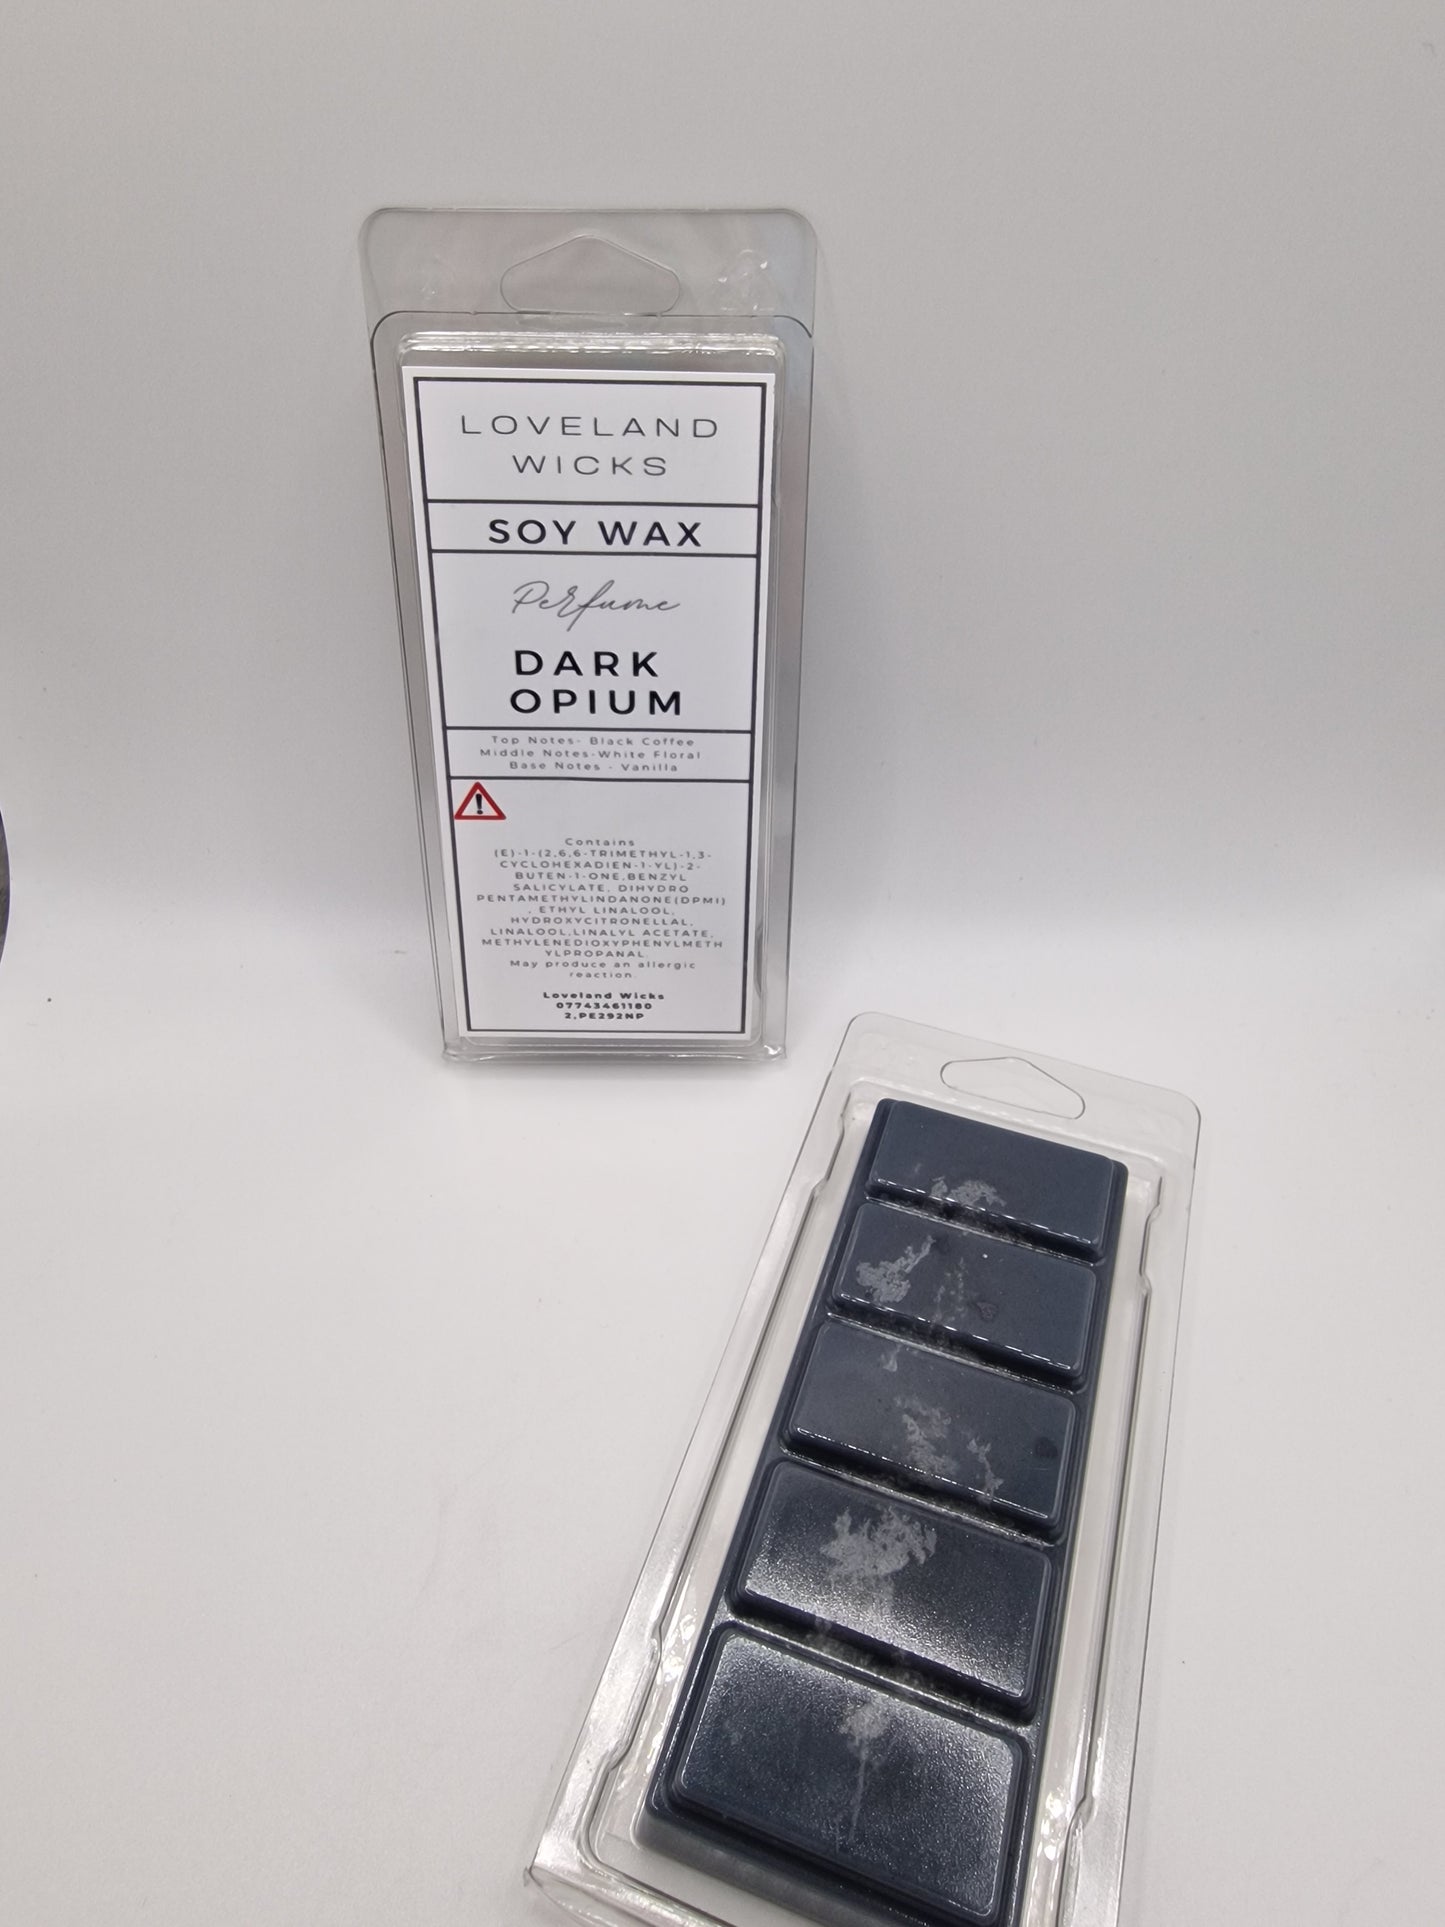 LOVELAND
WICKS
SOY WAX
Perfume
DARK
OPIUM
Top Notes- Black Coffee
Middle Notes-White Floral
Base Notes - Vanilla
Contains
(E)-1-(2,6,6-TRIMETHYL-1,3-
CYCLOHEXADIEN-1-YL)-2-
BUTEN-1-ONE,BENZYL
SALICYLATE, DIHYDRO
PENTAMETHYLINDANONE(DPMI)
, ETHYL LINALOOL,
HYDROXYCITRONELLAL,
LINALOOL,LINALYL ACETATE,
METHYLENEDIOXYPHENYLMETH
YLPROPANAL.
May produce an allergic
reaction.
Loveland Wicks
07743461180
2,PE292NP